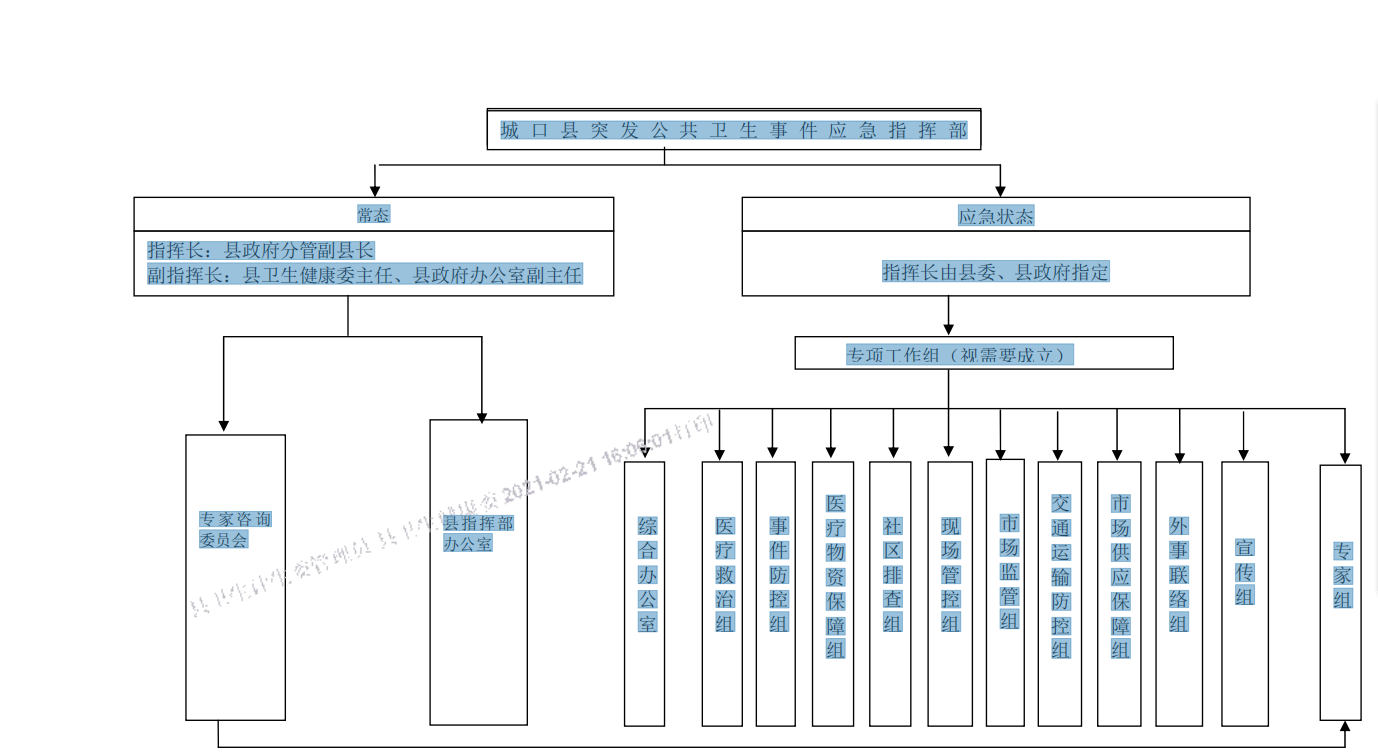 城口县突发公共卫生事件应急指挥部
常态
应急状态
指挥长：县政府分管副县长
副指挥长：县卫生健康委主任、县政府办公室副主任
指挥长由县委、县政府指定
专项工作组（视需要成立）
专家咨询
委员会
县指挥部
办公室
综合办公室
医疗救治组
事件防控组
医疗物资保障组
社区排查组
现场管控组
市场监管组
交通运输防控组
市场供应保障组
外事联络组
宣传组
专家组
2021-02-21 16:06:01打印